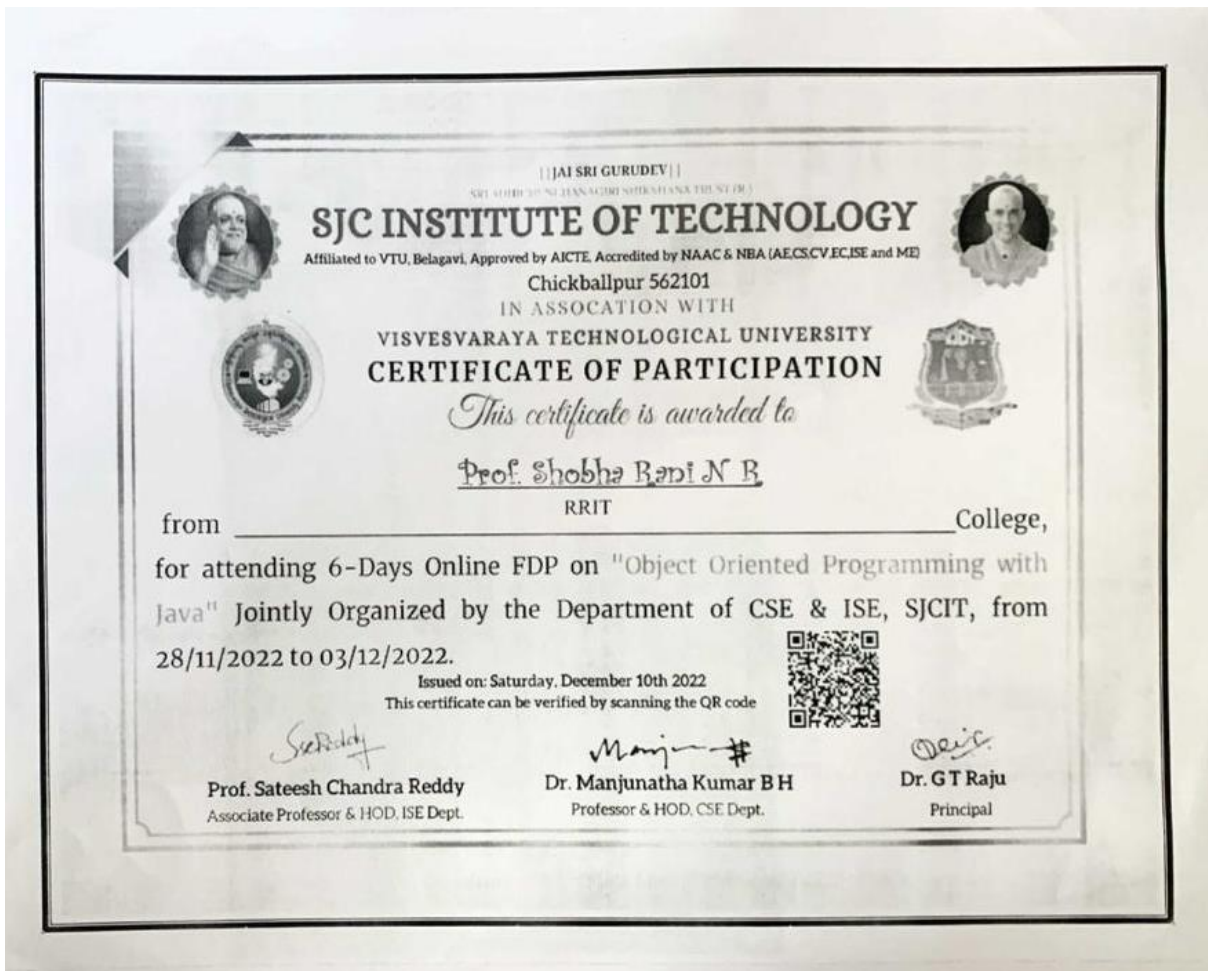 ||JAI SRI GURUDEV||
SJC INSTITUTE OF TECHNOLOGY
Affiliated to VTU, Belagavi, Approved by AICTE, Accredited by NAAC & NBA (AE,CS,CV,EC,ISE and ME)
Chickballpur 562101
IN ASSOCATION WITH
VISVESVARAYA TECHNOLOGICAL UNIVERSITY
CERTIFICATE OF PARTICIPATION
This certificate is awarded to
Prof. Shobha Rani N R
RRIT
from College,
for attending 6-Days Online FDP on "Object Oriented Programming with
Java" Jointly Organized by the Department of CSE & ISE, SJCIT, from
28/11/2022 to 03/12/2022.
Issued on: Saturday, December 10th 2022
This certificate can be verified by scanning the QR code
Prof. Sateesh Chandra Reddy Dr. Manjunatha Kumar B H Dr. G T Raju
Associate Professor & HOD, ISE Dept. Professor & HOD, CSE Dept. Principal